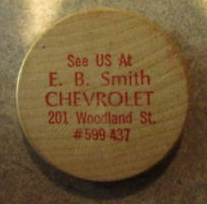 See US At
E. B. Smith
CHEVROLET
201 Woodland St.
#599-437